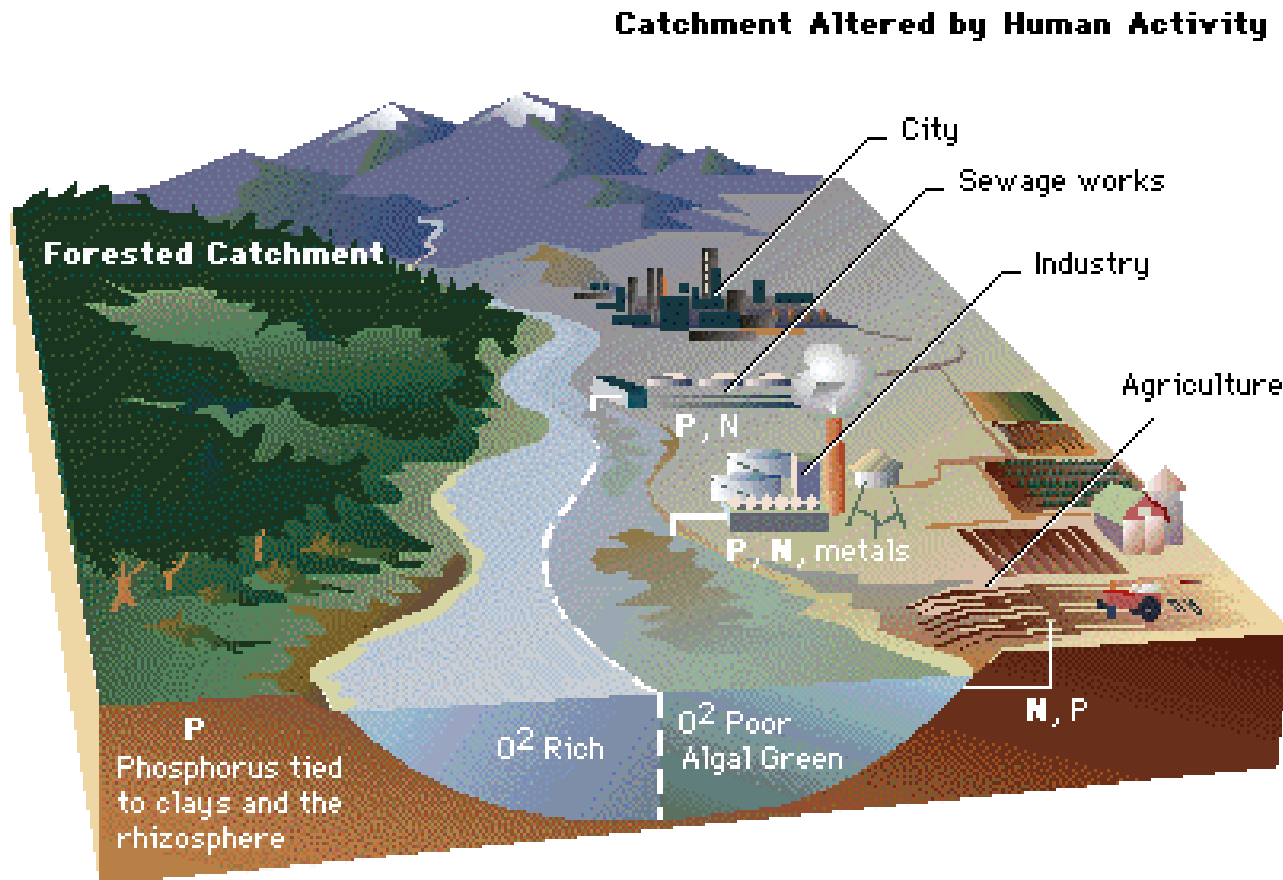 Catchment Altered by Human Activity
City
Sewage works
Industry
Agriculture
Forested Catchment
P, N
P, N, metals
N, P
P
Phosphorus tied
to clays and the
rhizosphere
O² Rich
O² Poor
Algal Green